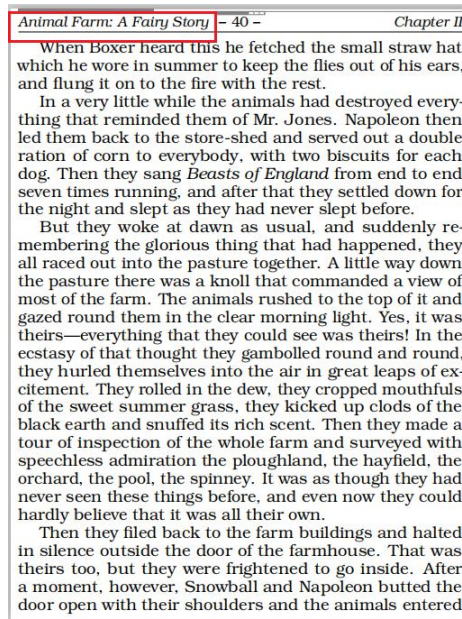 Animal Farm: A Fairy Story – 40 – Chapter II
When Boxer heard this he fetched the small straw hat
which he wore in summer to keep the flies out of his ears,
and flung it on to the fire with the rest.
In a very little while the animals had destroyed every-
thing that reminded them of Mr. Jones. Napoleon then
led them back to the store-shed and served out a double
ration of corn to everybody, with two biscuits for each
dog. Then they sang Beasts of England from end to end
seven times running, and after that they settled down for
the night and slept as they had never slept before.
But they woke at dawn as usual, and suddenly re-
membering the glorious thing that had happened, they
all raced out into the pasture together. A little way down
the pasture there was a knoll that commanded a view of
most of the farm. The animals rushed to the top of it and
gazed round them in the clear morning light. Yes, it was
theirs—everything that they could see was theirs! In the
ecstasy of that thought they gambolled round and round,
they hurled themselves into the air in great leaps of ex-
citement. They rolled in the dew, they cropped mouthfuls
of the sweet summer grass, they kicked up clods of the
black earth and snuffed its rich scent. Then they made a
tour of inspection of the whole farm and surveyed with
speechless admiration the ploughland, the hayfield, the
orchard, the pool, the spinney. It was as though they had
never seen these things before, and even now they could
hardly believe that it was all their own.
Then they filed back to the farm buildings and halted
in silence outside the door of the farmhouse. That was
theirs too, but they were frightened to go inside. After
a moment, however, Snowball and Napoleon butted the
door open with their shoulders and the animals entered